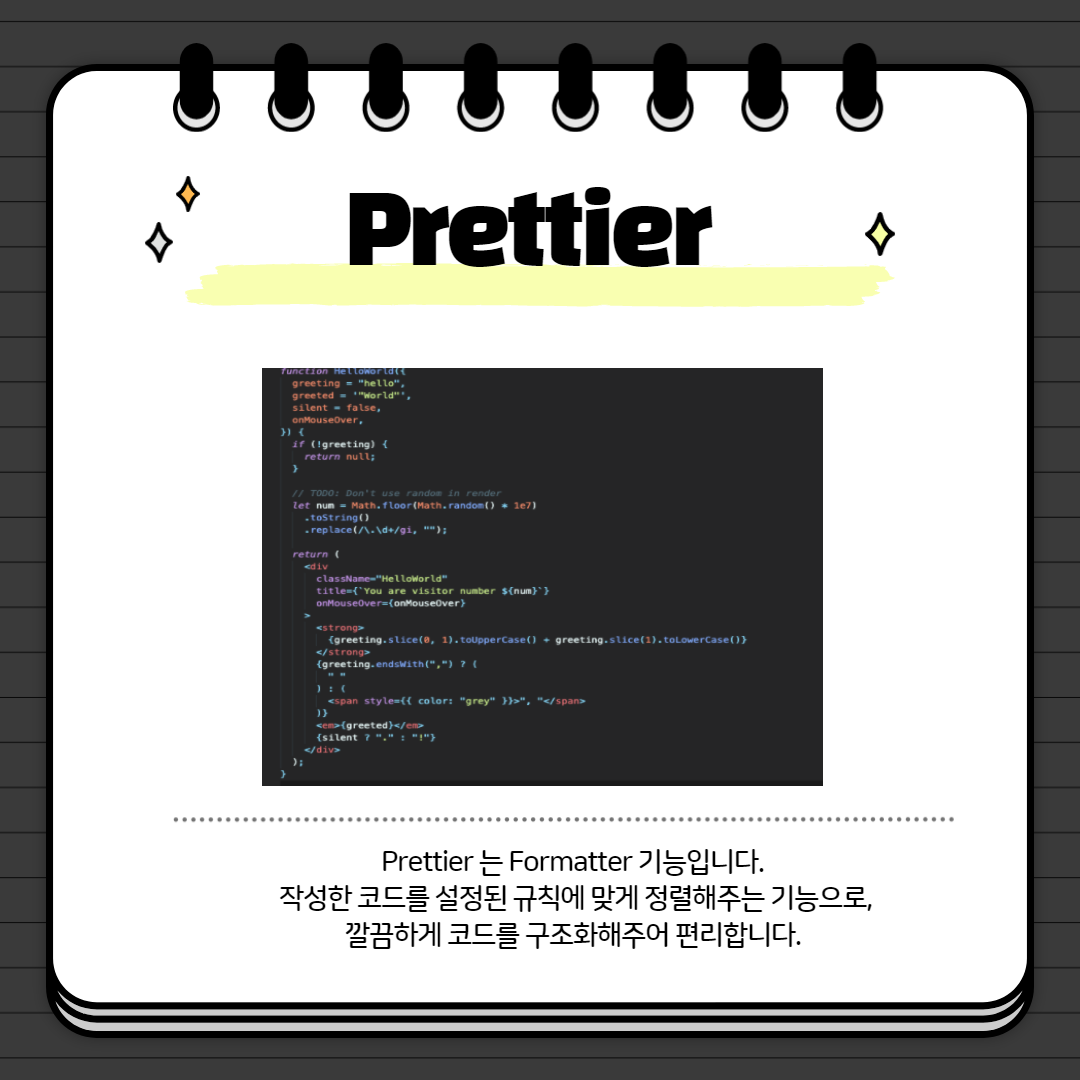 Prettier
function HelloWorld({
greeting = "hello",
greeted = '"World"',
silent = false,
onMouseOver,
}) {
if (!greeting) {
return null;
}
// TODO: Don't use random in render
let num = Math.floor(Math.random() * 1e7)
.toString()
.replace(/\.\d+/gi, "");
return (
<div
className="HelloWorld"
title={`You are visitor number ${num}`}
onMouseOver={onMouseOver}
>
<strong>
{greeting.slice(0, 1).toUpperCase() + greeting.slice(1).toLowerCase()}
</strong>
{greeting.endsWith(",") ? (
" "
) : (
<span style={{ color: "grey" }}>", "</span>
)}
<em>{greeted}</em>
{silent ? "." : "!"}
</div>
);
}
Prettier 는 Formatter 기능입니다.
작성한 코드를 설정된 규칙에 맞게 정렬해주는 기능으로,
깔끔하게 코드를 구조화해주어 편리합니다.